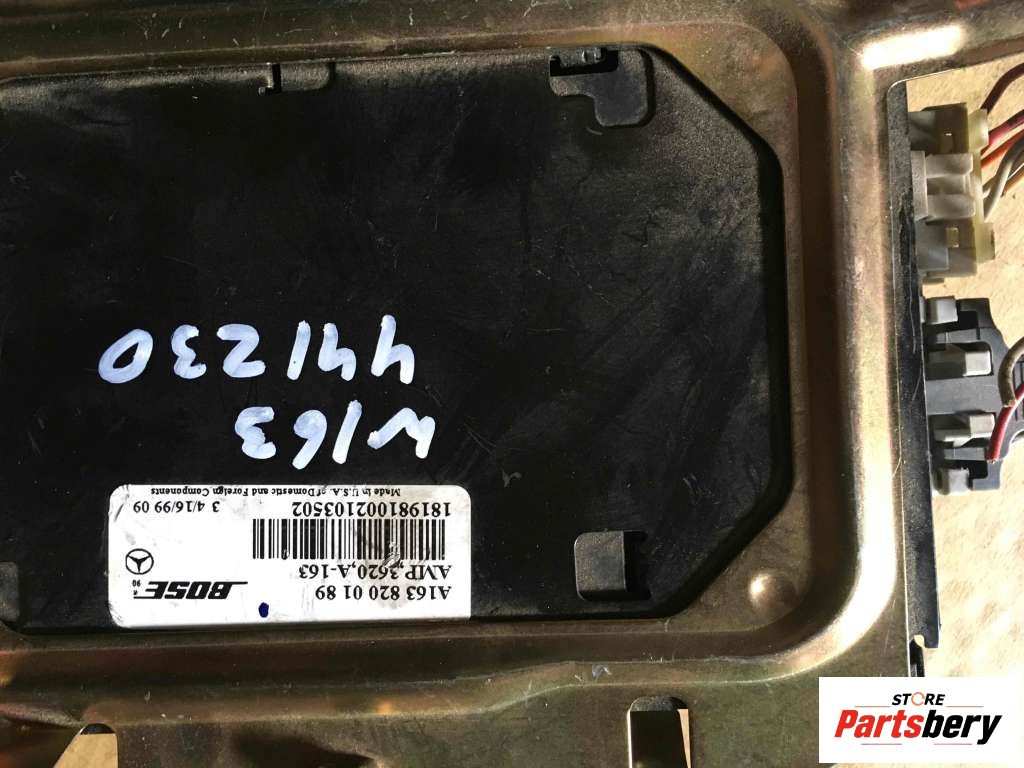 A163 820 01 89
AMP, 3620, A-163
BOSE
181981002103502
3 4/16/99 09
Made in U.S.A. of Domestic and Foreign Components
W163
441230
STORE
Partsbery